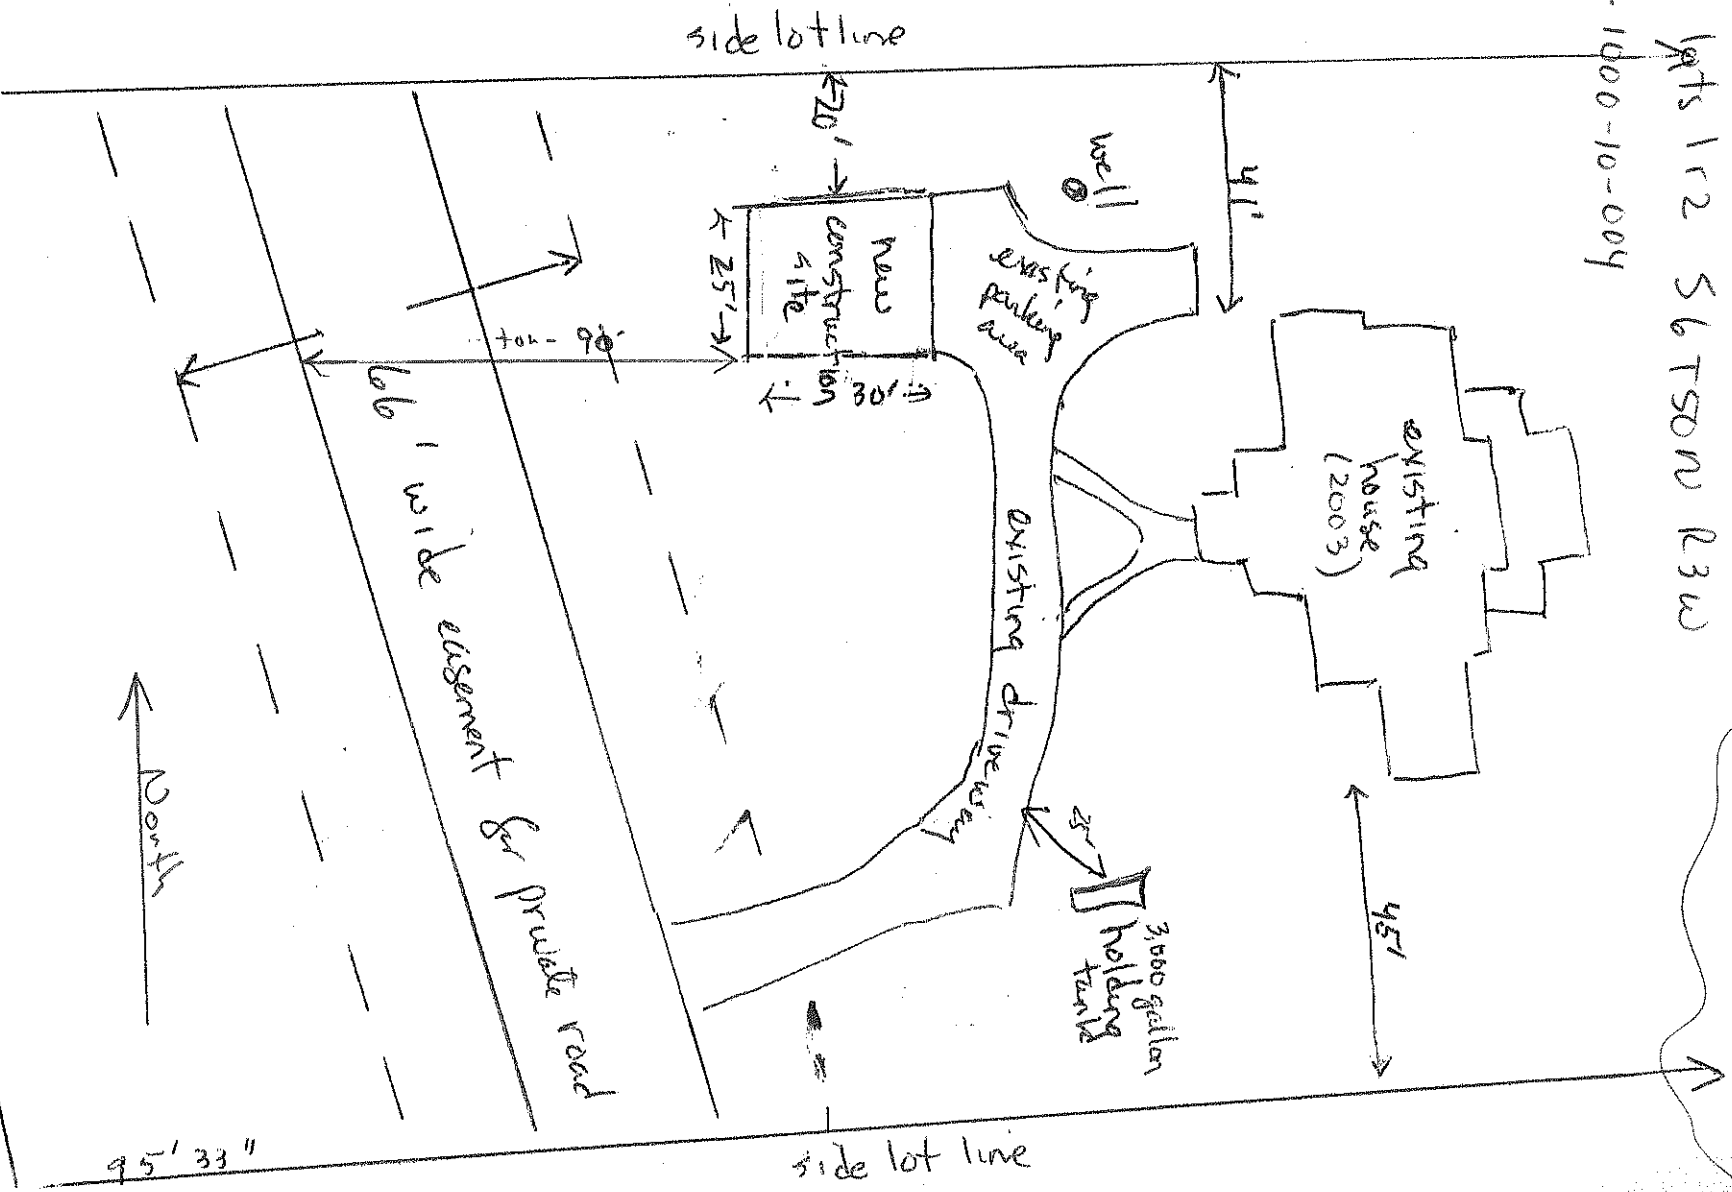 side lot line
lots 1 & 2 S6 T50N R3W
1000-10-004
20'
well
41'
new
construction
site
25'
30'
existing
parking
area
existing
house
(2003)
66' wide easement for private road
existing driveway
25'
3,000 gallon
holding
tank
45'
North
95' 33"
side lot line